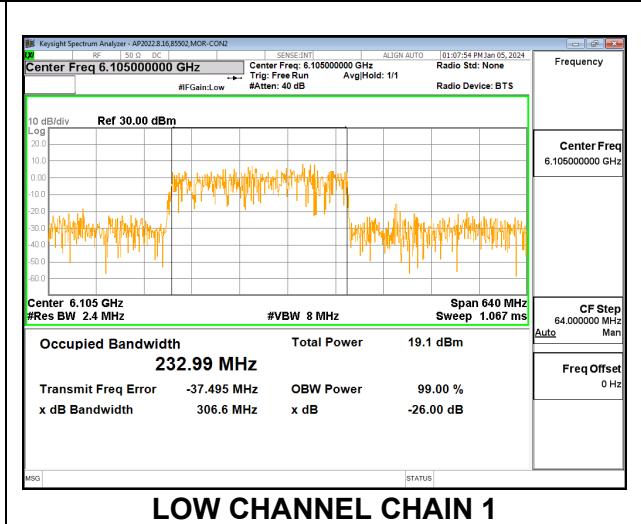 Keysight Spectrum Analyzer - AP2022.8.16,85502,MOR-CON2
RF 50 Ω DC SENSE:INT ALIGN AUTO 01:07:54 PM Jan 05, 2024
Center Freq 6.105000000 GHz
Center Freq: 6.105000000 GHz
Radio Std: None
Trig: Free Run Avg|Hold: 1/1
#IFGain:Low #Atten: 40 dB Radio Device: BTS
Frequency
10 dB/div Ref 30.00 dBm
Log
20.0
10.0
0.00
-10.0
-20.0
-30.0
-40.0
-50.0
-60.0
Center Freq
6.105000000 GHz
Center 6.105 GHz Span 640 MHz
#Res BW 2.4 MHz #VBW 8 MHz Sweep 1.067 ms
CF Step
64.000000 MHz
Auto Man
Freq Offset
0 Hz
Occupied Bandwidth Total Power 19.1 dBm
232.99 MHz
Transmit Freq Error -37.495 MHz OBW Power 99.00 %
x dB Bandwidth 306.6 MHz x dB -26.00 dB
MSG STATUS
LOW CHANNEL CHAIN 1